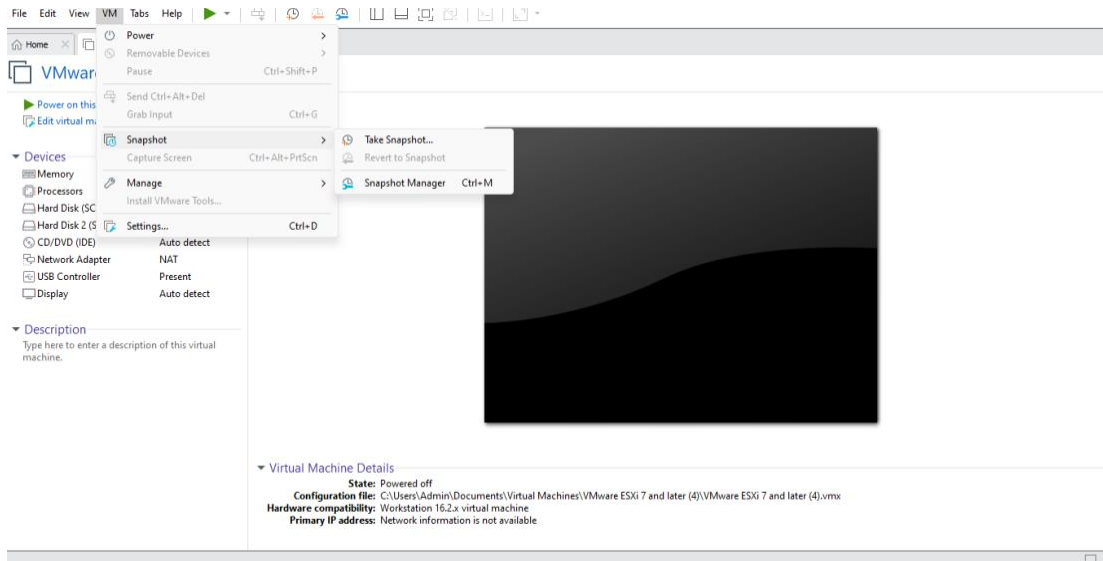 File Edit View VM Tabs Help
Home
VMwar
Power on this
Edit virtual m
Power
Removable Devices
Pause Ctrl+Shift+P
Send Ctrl+Alt+Del
Grab Input Ctrl+G
Snapshot
Capture Screen Ctrl+Alt+PrtScn
Manage
Install VMware Tools...
Settings... Ctrl+D
Take Snapshot...
Revert to Snapshot
Snapshot Manager Ctrl+M
Devices
Memory
Processors
Hard Disk (SC
Hard Disk 2 (S
CD/DVD (IDE) Auto detect
Network Adapter NAT
USB Controller Present
Display Auto detect
Description
Type here to enter a description of this virtual
machine.
Virtual Machine Details
State: Powered off
Configuration file: C:\Users\Admin\Documents\Virtual Machines\VMware ESXi 7 and later (4)\VMware ESXi 7 and later (4).vmx
Hardware compatibility: Workstation 16.2.x virtual machine
Primary IP address: Network information is not available